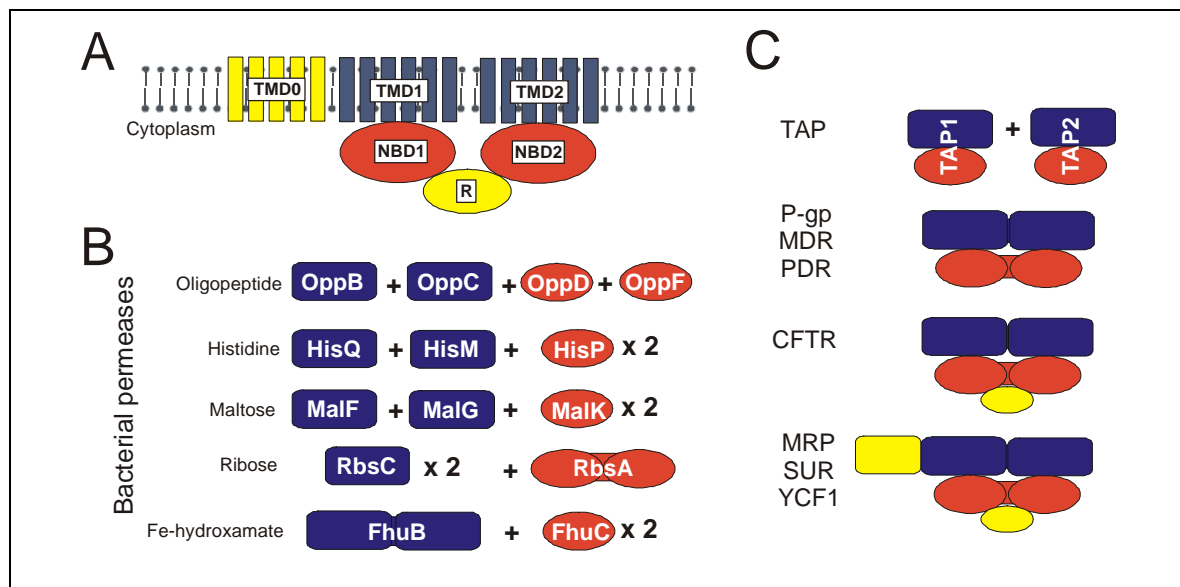 A
TMD0
TMD1
TMD2
Cytoplasm
NBD1
NBD2
R
B
Bacterial permeases
Oligopeptide OppB + OppC + OppD + OppF
Histidine HisQ + HisM + HisP x 2
Maltose MalF + MalG + MalK x 2
Ribose RbsC x 2 + RbsA
Fe-hydroxamate FhuB + FhuC x 2
C
TAP TAP1 + TAP2
P-gp
MDR
PDR
CFTR
MRP
SUR
YCF1